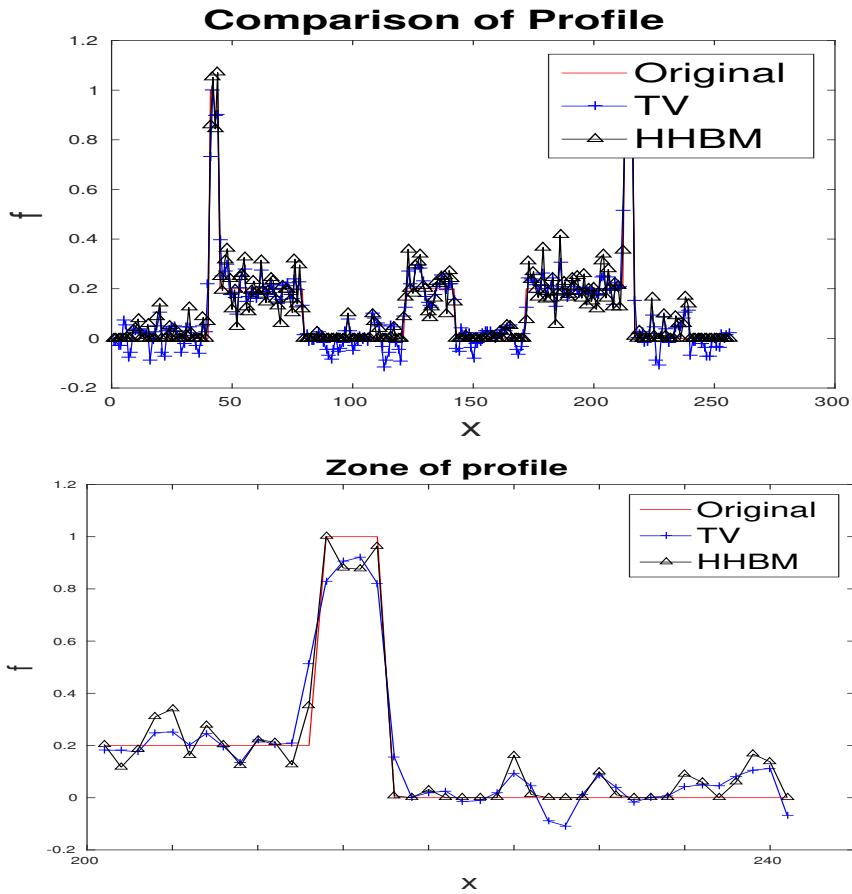 Comparison of Profile
1.2
1
0.8
0.6
0.4
0.2
0
-0.2
f
Original
TV
HHBM
0 50 100 150 200 250 300
x
Zone of profile
1.2
1
0.8
0.6
0.4
0.2
0
-0.2
f
Original
TV
HHBM
200 240
x